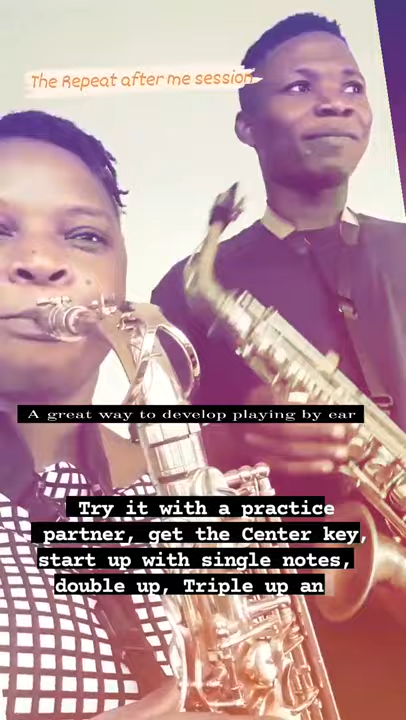 The Repeat after me session
A great way to develop playing by ear
Try it with a practice
partner, get the Center key,
start up with single notes,
double up, Triple up an